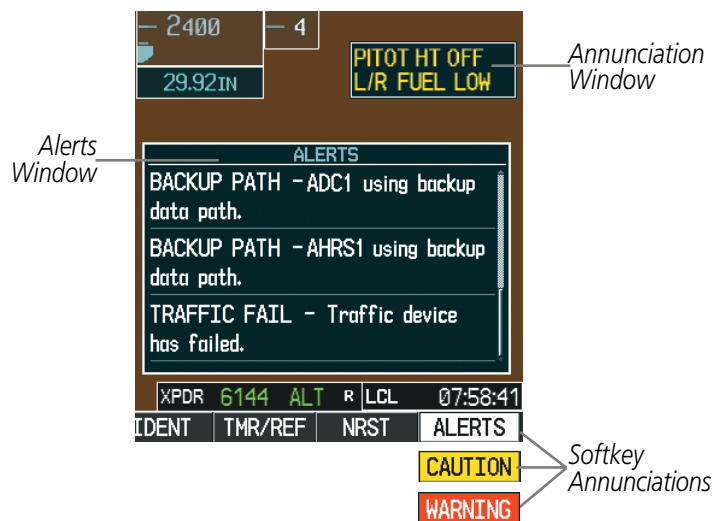 2400
4
29.92IN
PITOT HT OFF
L/R FUEL LOW
Annunciation
Window
Alerts
Window
ALERTS
BACKUP PATH - ADC1 using backup
data path.
BACKUP PATH - AHRS1 using backup
data path.
TRAFFIC FAIL - Traffic device
has failed.
XPDR 6144 ALT R LCL 07:58:41
IDENT TMR/REF NRST ALERTS
CAUTION
WARNING
Softkey
Annunciations